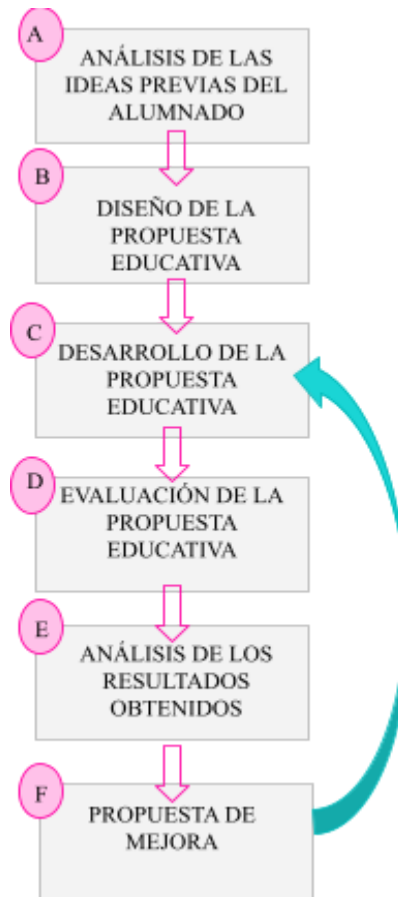 A
ANÁLISIS DE LAS
IDEAS PREVIAS DEL
ALUMNADO
B
DISEÑO DE LA
PROPUESTA
EDUCATIVA
C
DESARROLLO DE LA
PROPUESTA
EDUCATIVA
D
EVALUACIÓN DE LA
PROPUESTA
EDUCATIVA
E
ANÁLISIS DE LOS
RESULTADOS
OBTENIDOS
F
PROPUESTA DE
MEJORA